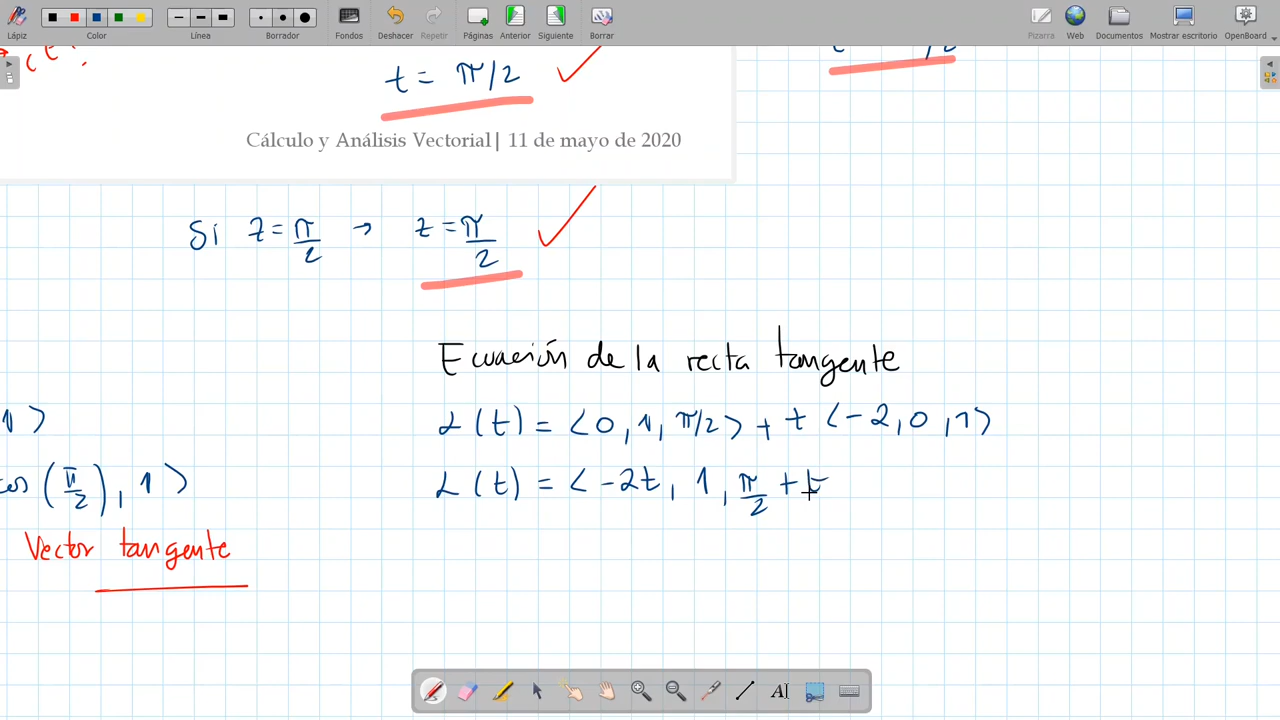 Lápiz Color Línea Borrador Fondos Deshacer Repetir Páginas Anterior Siguiente Borrar Pizarra Web Documentos Mostrar escritorio OpenBoard
t = π/2
Cálculo y Análisis Vectorial| 11 de mayo de 2020
Si z = π/2 → z = π/2
Ecuación de la recta tangente
1 >
L (t) = < 0, 1, π/2 > + t < -2, 0, 1 >
cos (π/2), 1 >
L (t) = < -2t, 1, π/2 + t
Vector tangente